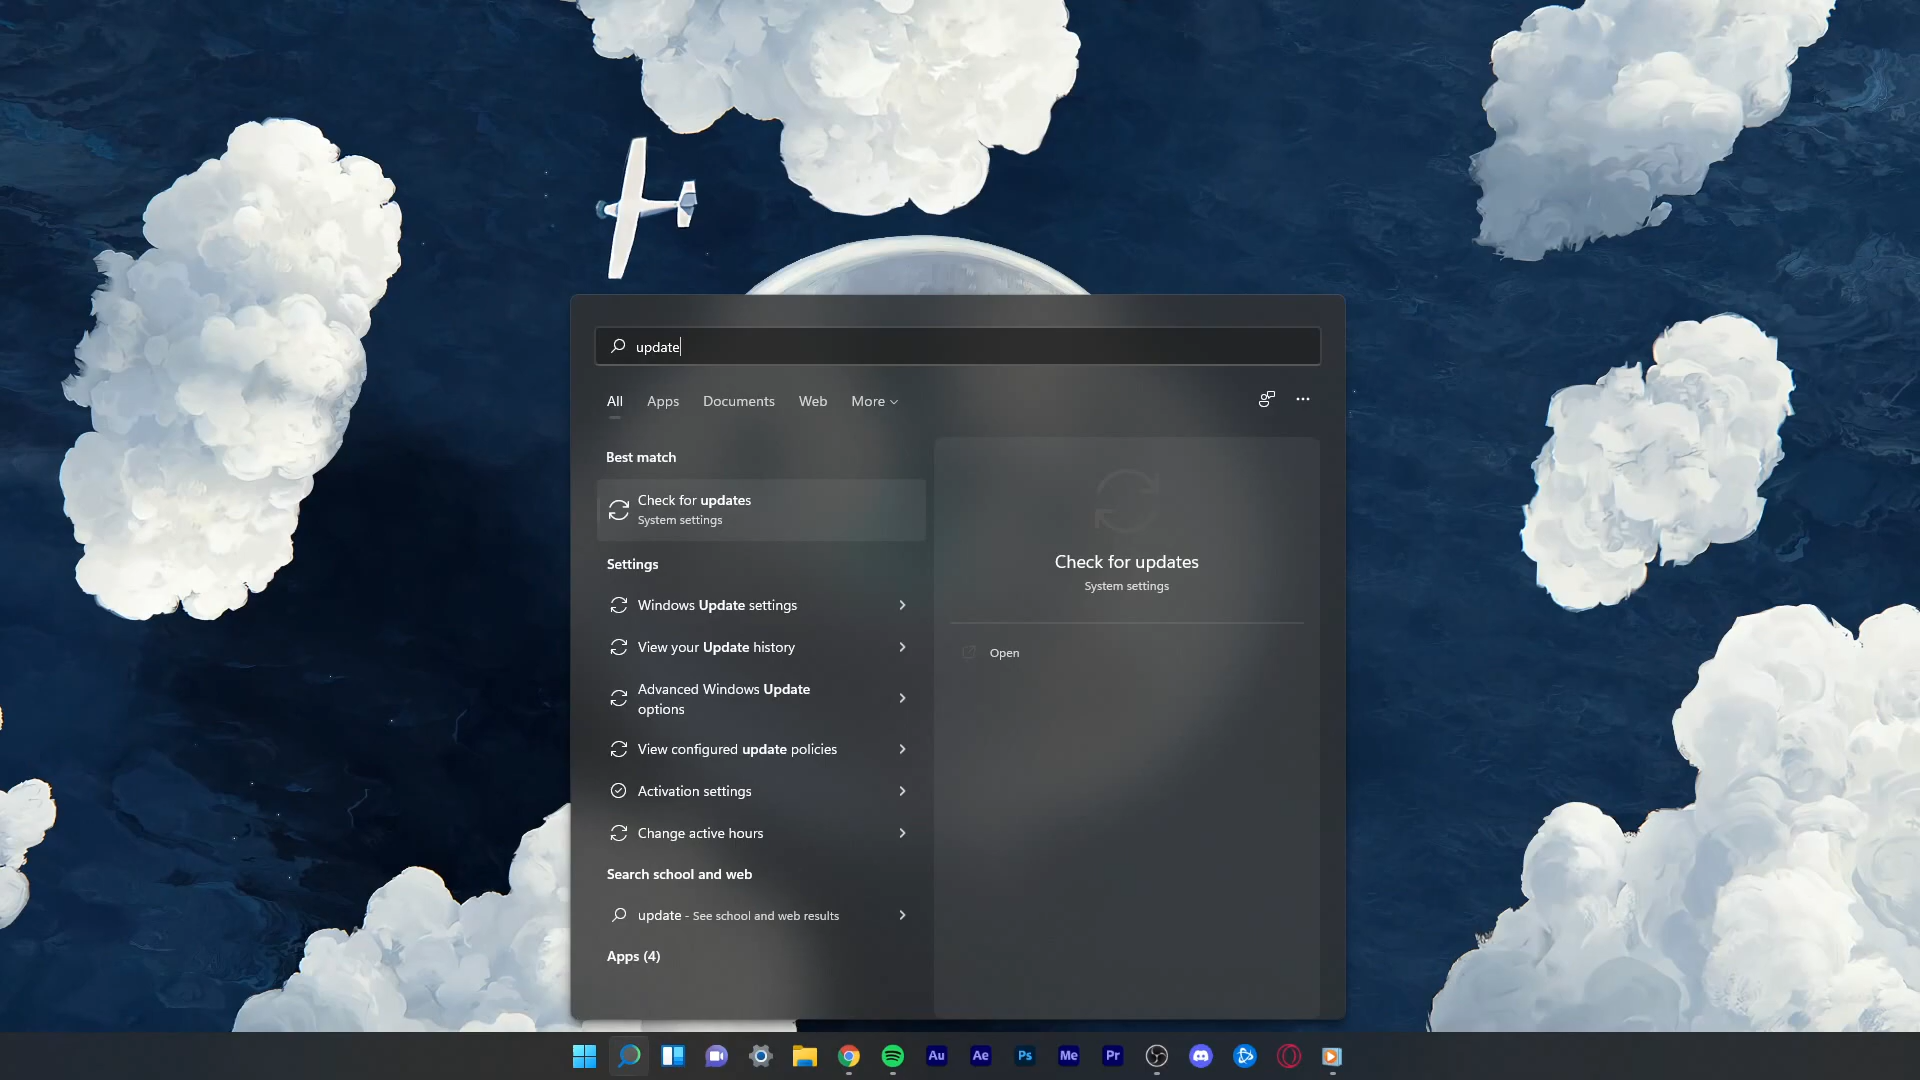 update
All Apps Documents Web More
Best match
Check for updates
System settings
Settings
Windows Update settings
View your Update history
Advanced Windows Update
options
View configured update policies
Activation settings
Change active hours
Search school and web
update - See school and web results
Apps (4)
Check for updates
System settings
Open
Au Ae Ps Me Pr